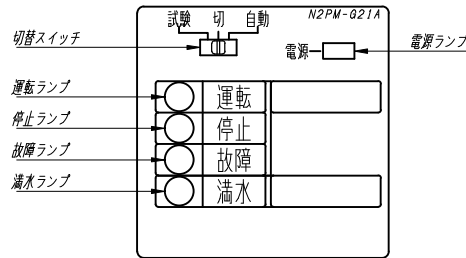 試験 切 自動 N2PM-G21A
切替スイッチ
電源 電源ランプ
運転ランプ 運転
停止ランプ 停止
故障ランプ 故障
満水ランプ 満水